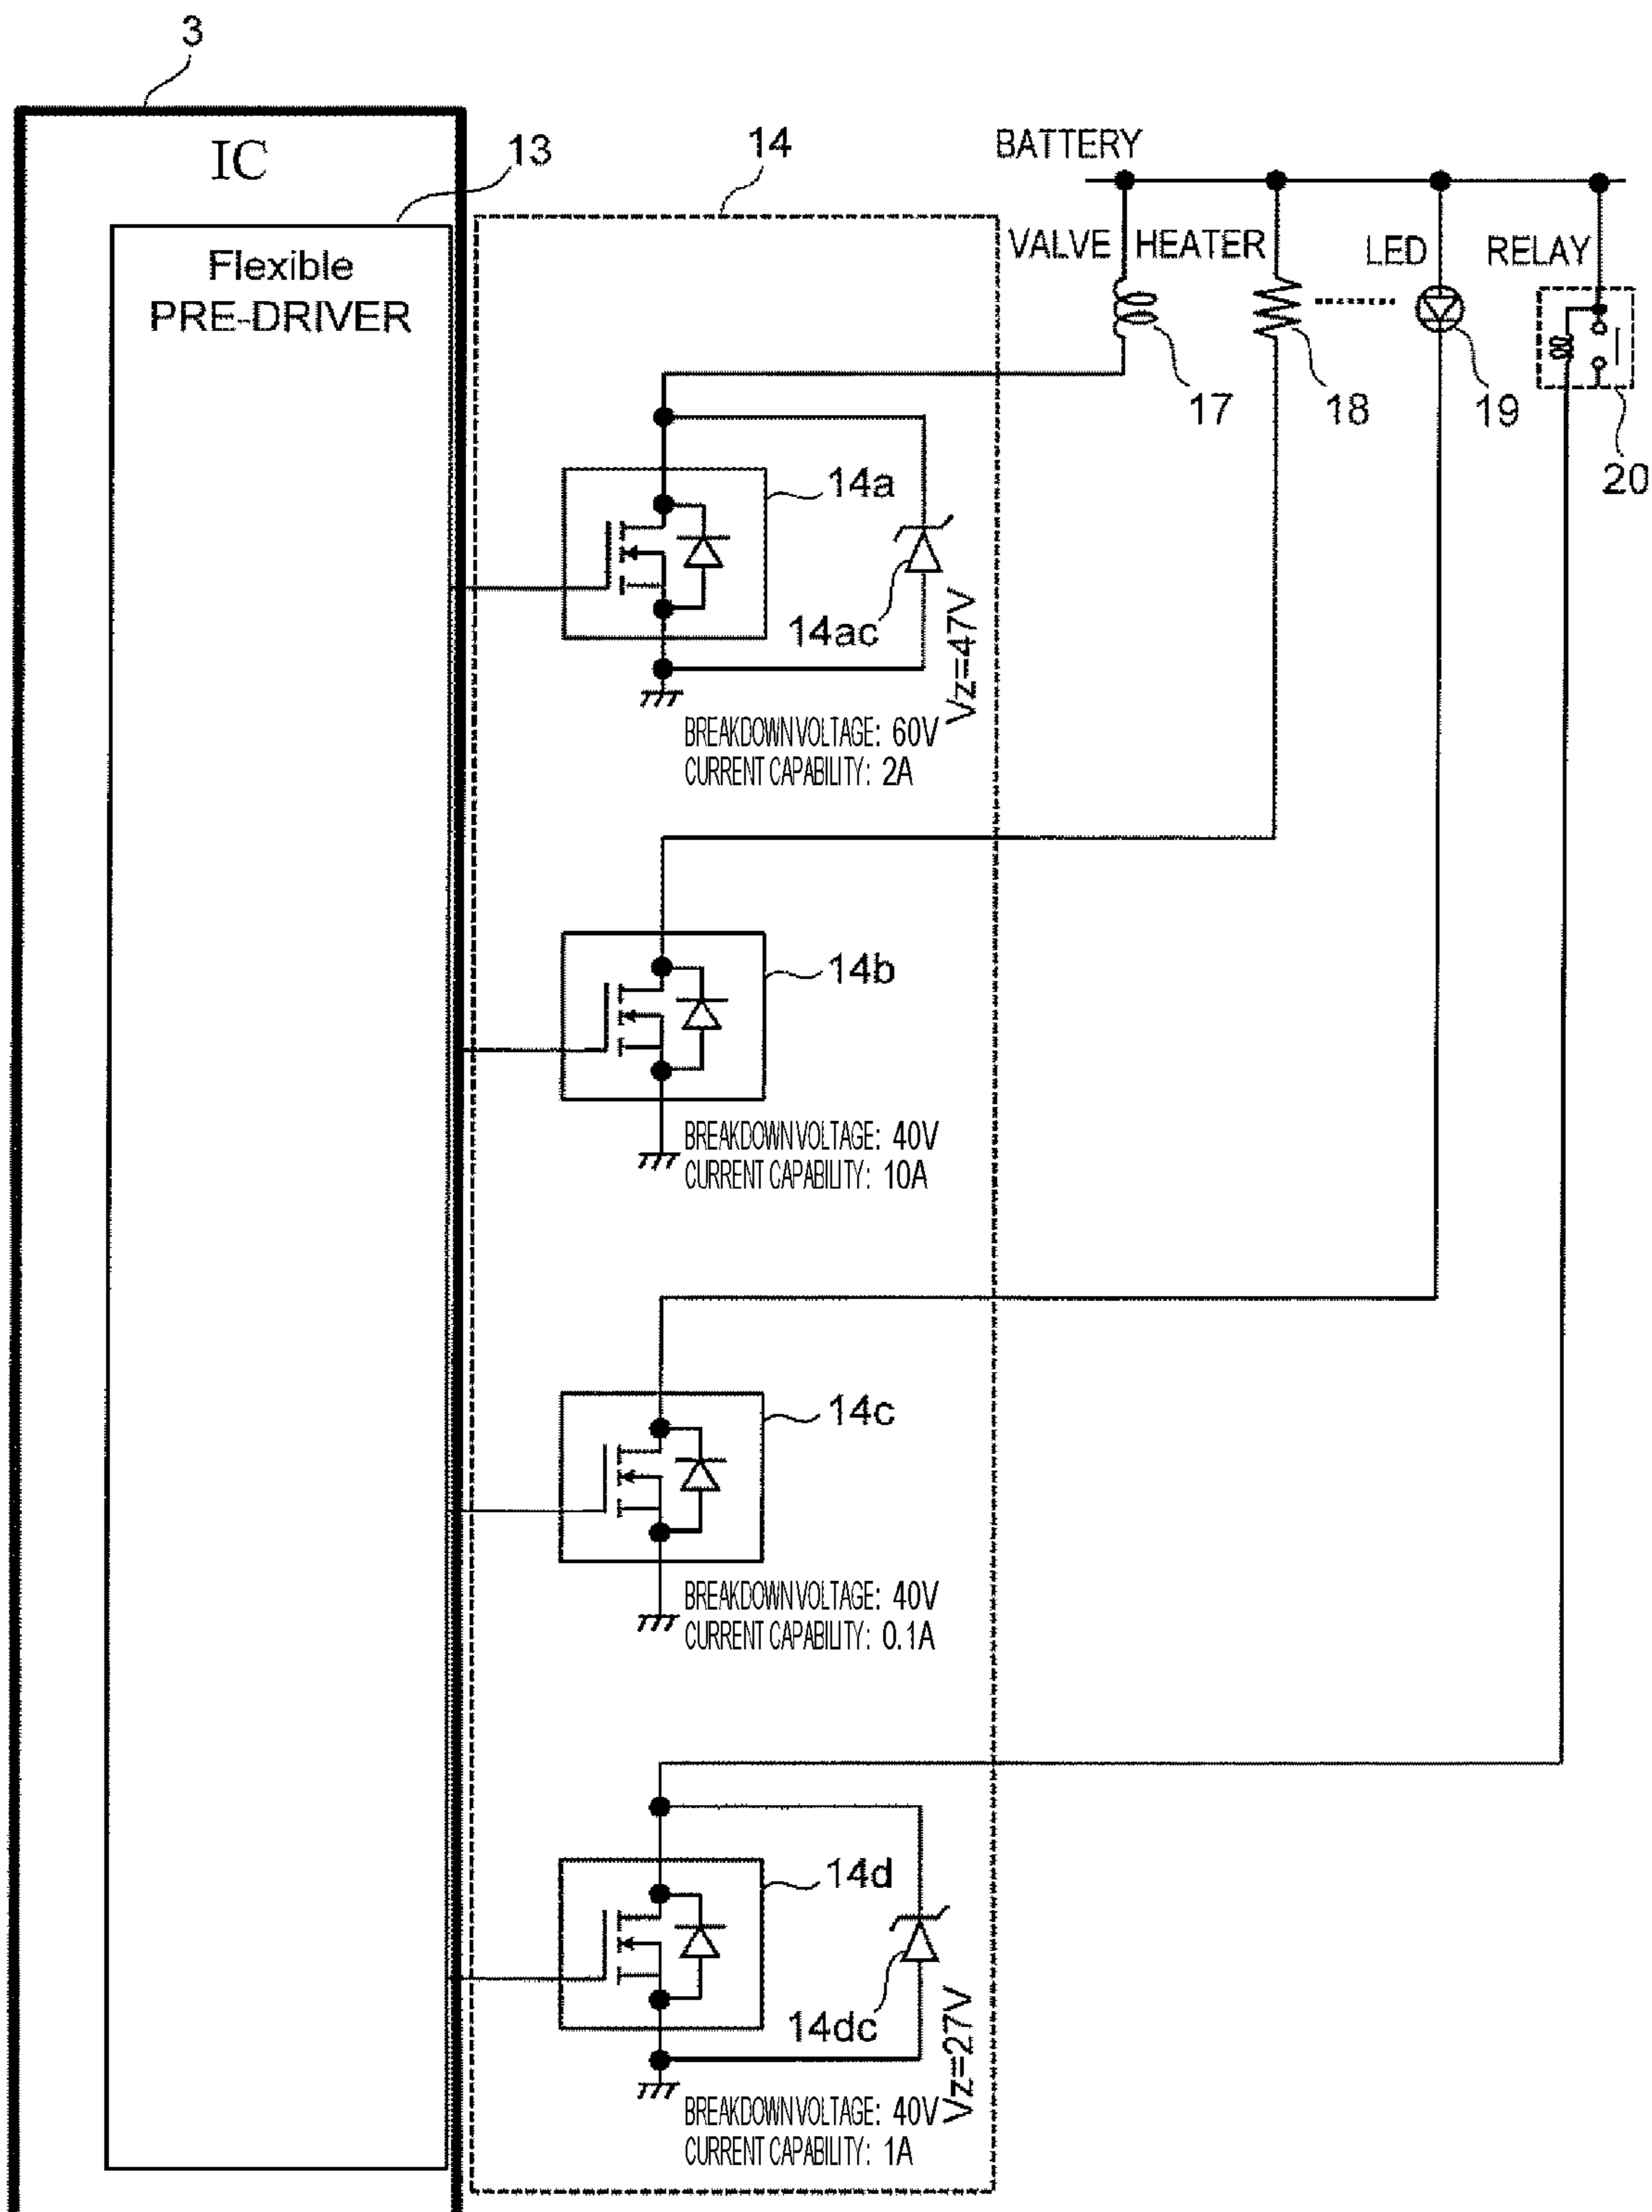 3
IC
13
14
BATTERY
Flexible
PRE-DRIVER
VALVE
HEATER
LED
RELAY
17
18
19
20
14a
14ac
Vz=47V
BREAKDOWN VOLTAGE: 60V
CURRENT CAPABILITY: 2A
14b
BREAKDOWN VOLTAGE: 40V
CURRENT CAPABILITY: 10A
14c
BREAKDOWN VOLTAGE: 40V
CURRENT CAPABILITY: 0.1A
14d
14dc
Vz=27V
BREAKDOWN VOLTAGE: 40V
CURRENT CAPABILITY: 1A